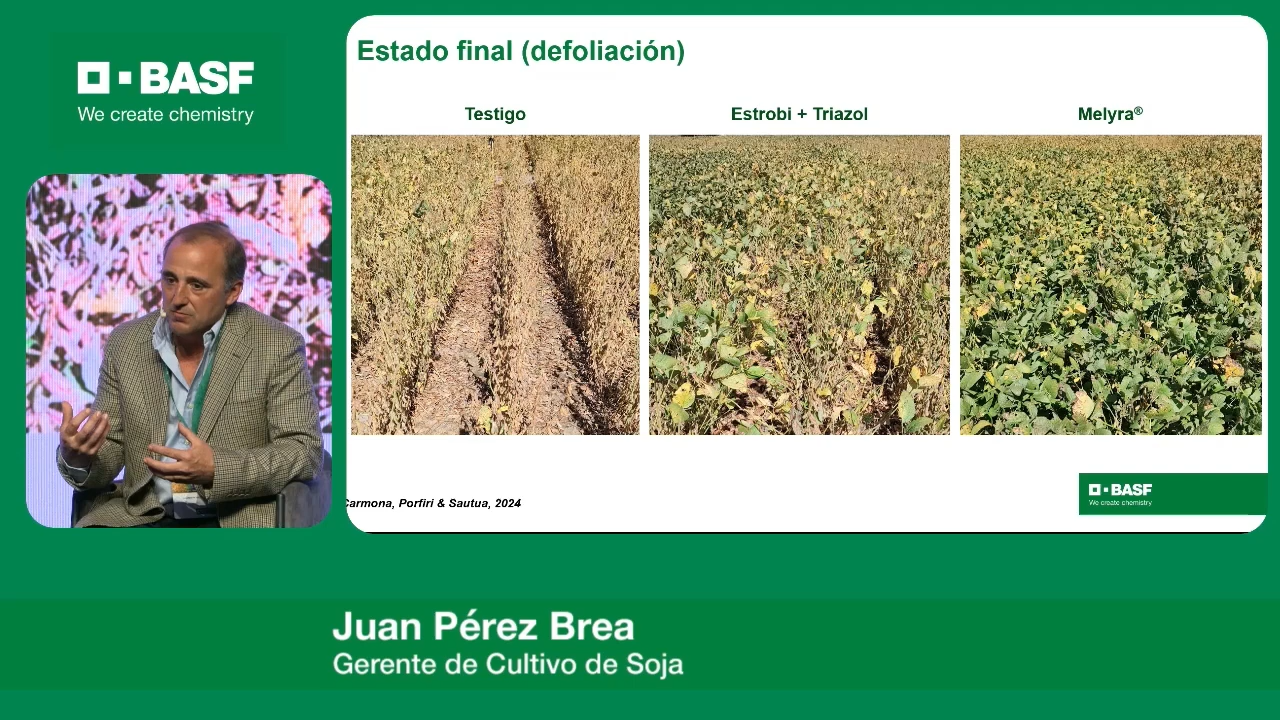 BASF
We create chemistry
Estado final (defoliación)
Testigo
Estrobi + Triazol
Melyra®
Carmona, Porfiri & Sautua, 2024
BASF
We create chemistry
Juan Pérez Brea
Gerente de Cultivo de Soja